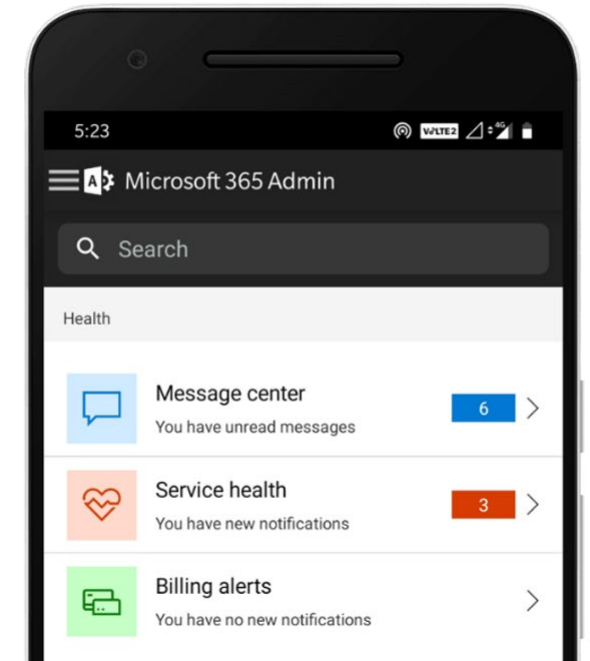 5:23
VoLTE2
4G
A
Microsoft 365 Admin
Search
Health
Message center
You have unread messages
6
Service health
You have new notifications
3
Billing alerts
You have no new notifications